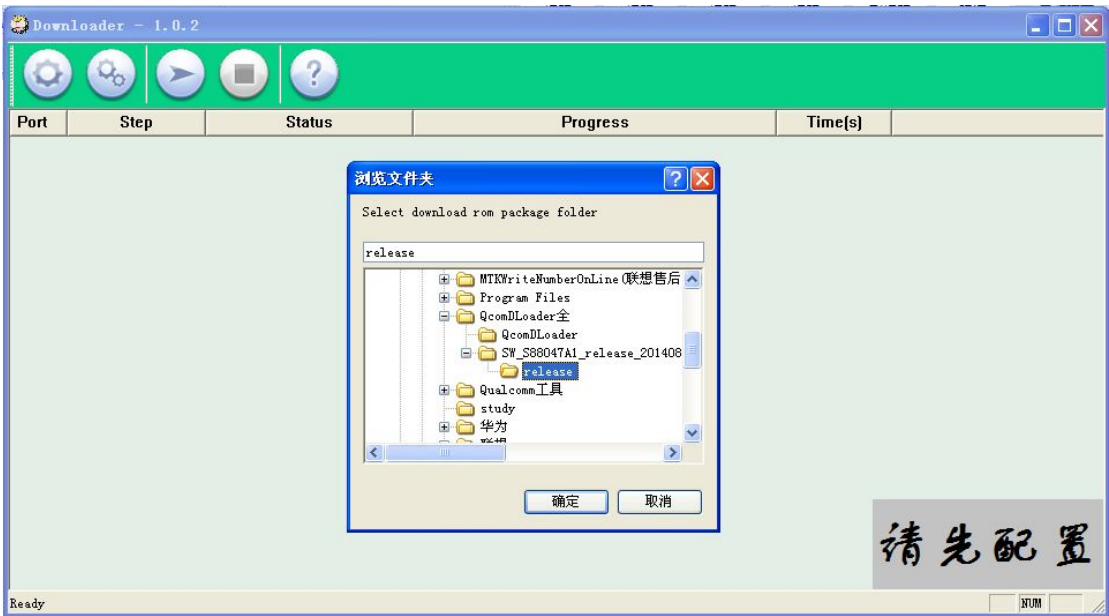 Downloader - 1.0.2
Port Step Status Progress Time(s)
浏览文件夹
Select download rom package folder
release
MTKWriteNumberOnLine(联想售后
Program Files
QcomDLoader全
QcomDLoader
SW_S88047A1_release_201408
release
Qualcomm工具
study
华为
确定 取消
请先配置
Ready NUM